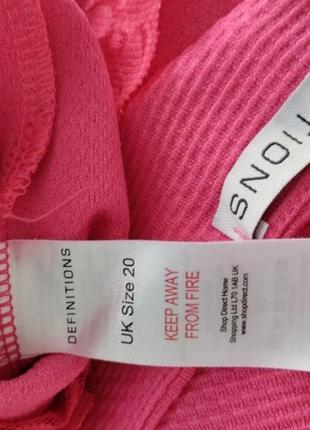 TIONS
DEFINITIONS
UK Size 20
KEEP AWAY
FROM FIRE
Shop Direct Home
Shopping Ltd L70 1AB UK
www.shopdirect.com